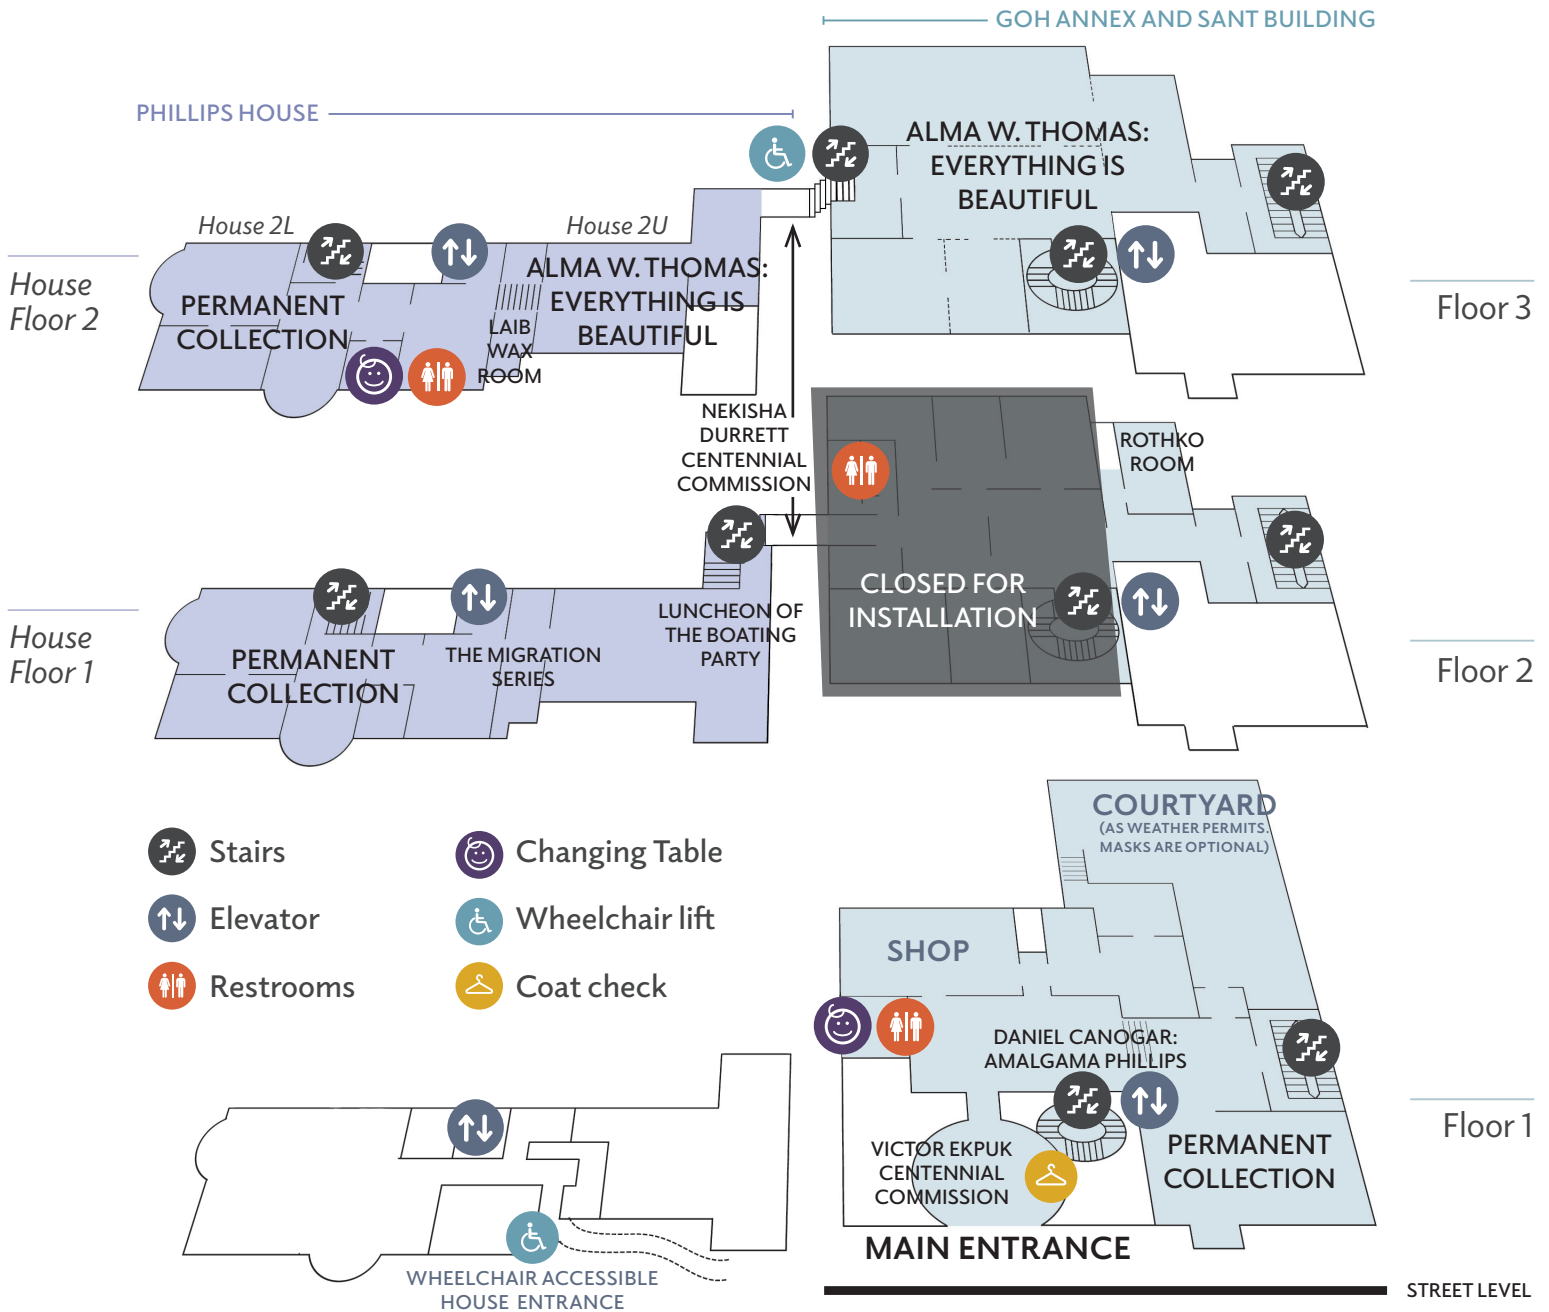 GOH ANNEX AND SANT BUILDING
PHILLIPS HOUSE
ALMA W. THOMAS:
EVERYTHING IS
BEAUTIFUL
House 2L
House 2U
House
Floor 2
PERMANENT
COLLECTION
ALMA W. THOMAS:
EVERYTHING IS
BEAUTIFUL
LAIB
WAX
ROOM
Floor 3
NEKISHA
DURRETT
CENTENNIAL
COMMISSION
ROTHKO
ROOM
CLOSED FOR
INSTALLATION
House
Floor 1
PERMANENT
COLLECTION
THE MIGRATION
SERIES
LUNCHEON OF
THE BOATING
PARTY
Floor 2
Stairs
Elevator
Restrooms
Changing Table
Wheelchair lift
Coat check
COURTYARD
(AS WEATHER PERMITS.
MASKS ARE OPTIONAL)
SHOP
DANIEL CANOGAR:
AMALGAMA PHILLIPS
Floor 1
VICTOR EKPUK
CENTENNIAL
COMMISSION
PERMANENT
COLLECTION
MAIN ENTRANCE
WHEELCHAIR ACCESSIBLE
HOUSE ENTRANCE
STREET LEVEL